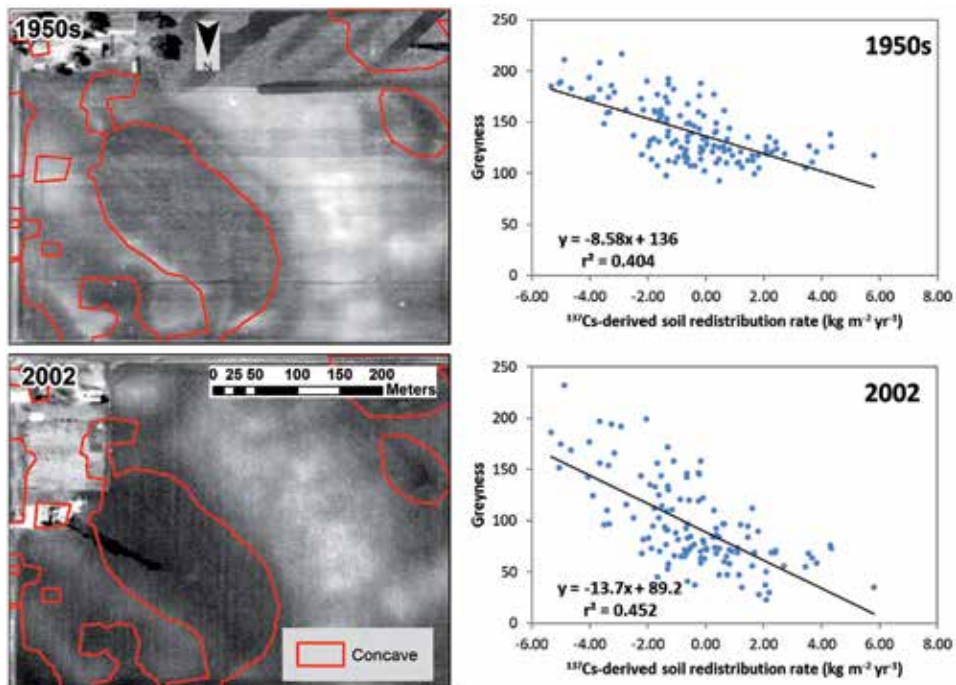 1950s
N
1950s
250
200
150
100
50
0
Greyness
y = -8.58x + 136
r² = 0.404
-6.00 -4.00 -2.00 0.00 2.00 4.00 6.00 8.00
¹³⁷Cs-derived soil redistribution rate (kg m⁻² yr⁻¹)
2002
0 25 50 100 150 200
Meters
Concave
2002
250
200
150
100
50
0
Greyness
y = -13.7x + 89.2
r² = 0.452
-6.00 -4.00 -2.00 0.00 2.00 4.00 6.00 8.00
¹³⁷Cs-derived soil redistribution rate (kg m⁻² yr⁻¹)